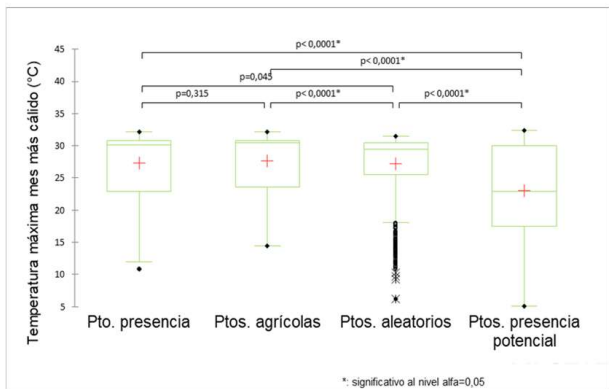 Temperatura máxima mes más cálido (°C)
45
40
35
30
25
20
15
10
5
p< 0,0001*
p< 0,0001*
p=0,045
p=0,315
p<0,0001*
p<0,0001*
Pto. presencia
Ptos. agrícolas
Ptos. aleatorios
Ptos. presencia
potencial
*: significativo al nivel alfa=0,05